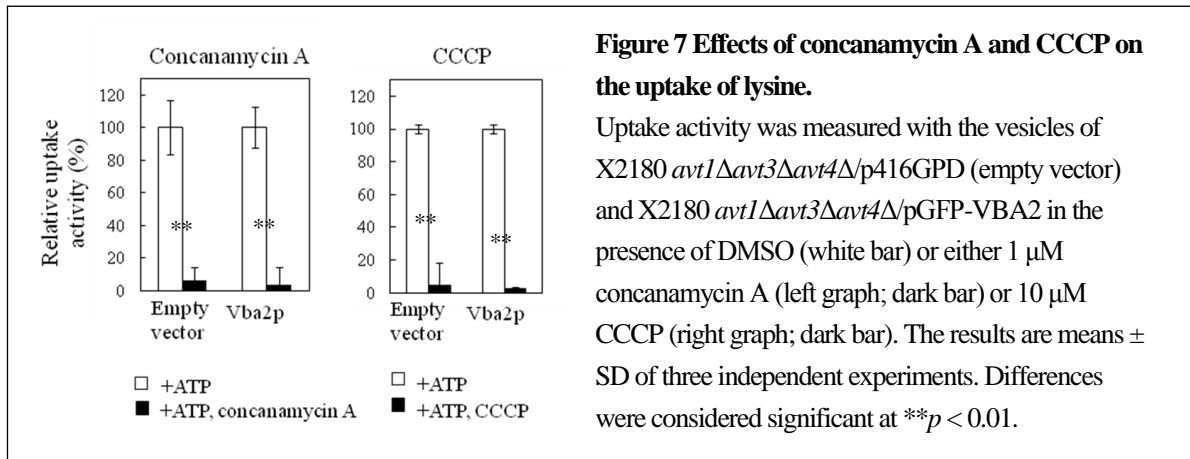 Concanamycin A
CCCP
Relative uptake
activity (%)
120
100
80
60
40
20
0
**
**
Empty
vector
Vba2p
120
100
80
60
40
20
0
**
**
Empty
vector
Vba2p
□ +ATP
■ +ATP, concanamycin A
□ +ATP
■ +ATP, CCCP
Figure 7 Effects of concanamycin A and CCCP on
the uptake of lysine.
Uptake activity was measured with the vesicles of
X2180 avt1Δavt3Δavt4Δ/p416GPD (empty vector)
and X2180 avt1Δavt3Δavt4Δ/pGFP-VBA2 in the
presence of DMSO (white bar) or either 1 μM
concanamycin A (left graph; dark bar) or 10 μM
CCCP (right graph; dark bar). The results are means ±
SD of three independent experiments. Differences
were considered significant at **p < 0.01.